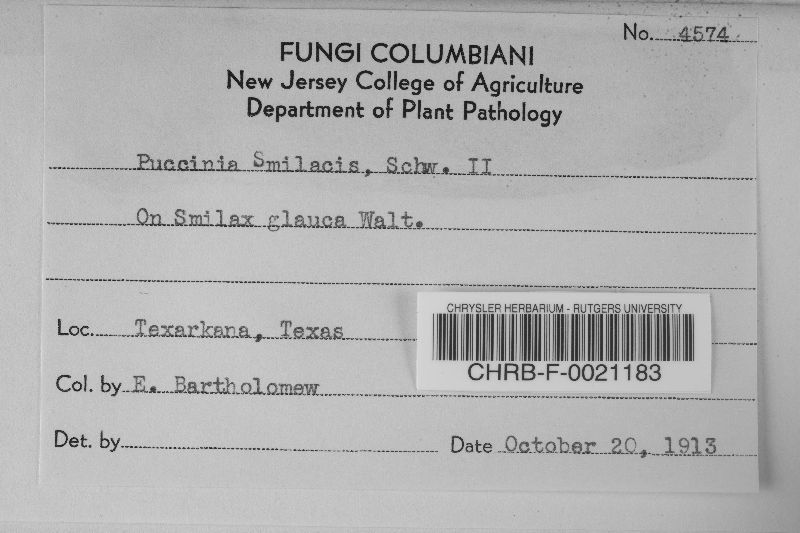 No. 4574
FUNGI COLUMBIANI
New Jersey College of Agriculture
Department of Plant Pathology
Puccinia Smilacis, Schw. II
On Smilax glauca Walt.
Loc. Texarkana, Texas
CHRYSLER HERBARIUM - RUTGERS UNIVERSITY
CHRB-F-0021183
Col. by E. Bartholomew
Det. by Date October 20, 1913